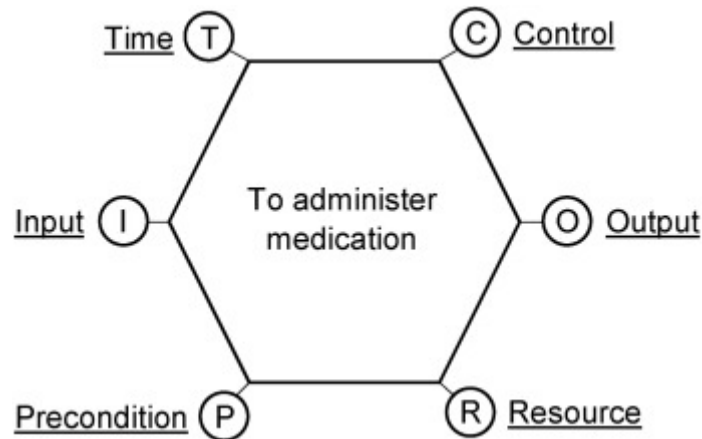 Time T
C Control
Input I
To administer
medication
O Output
Precondition P
R Resource